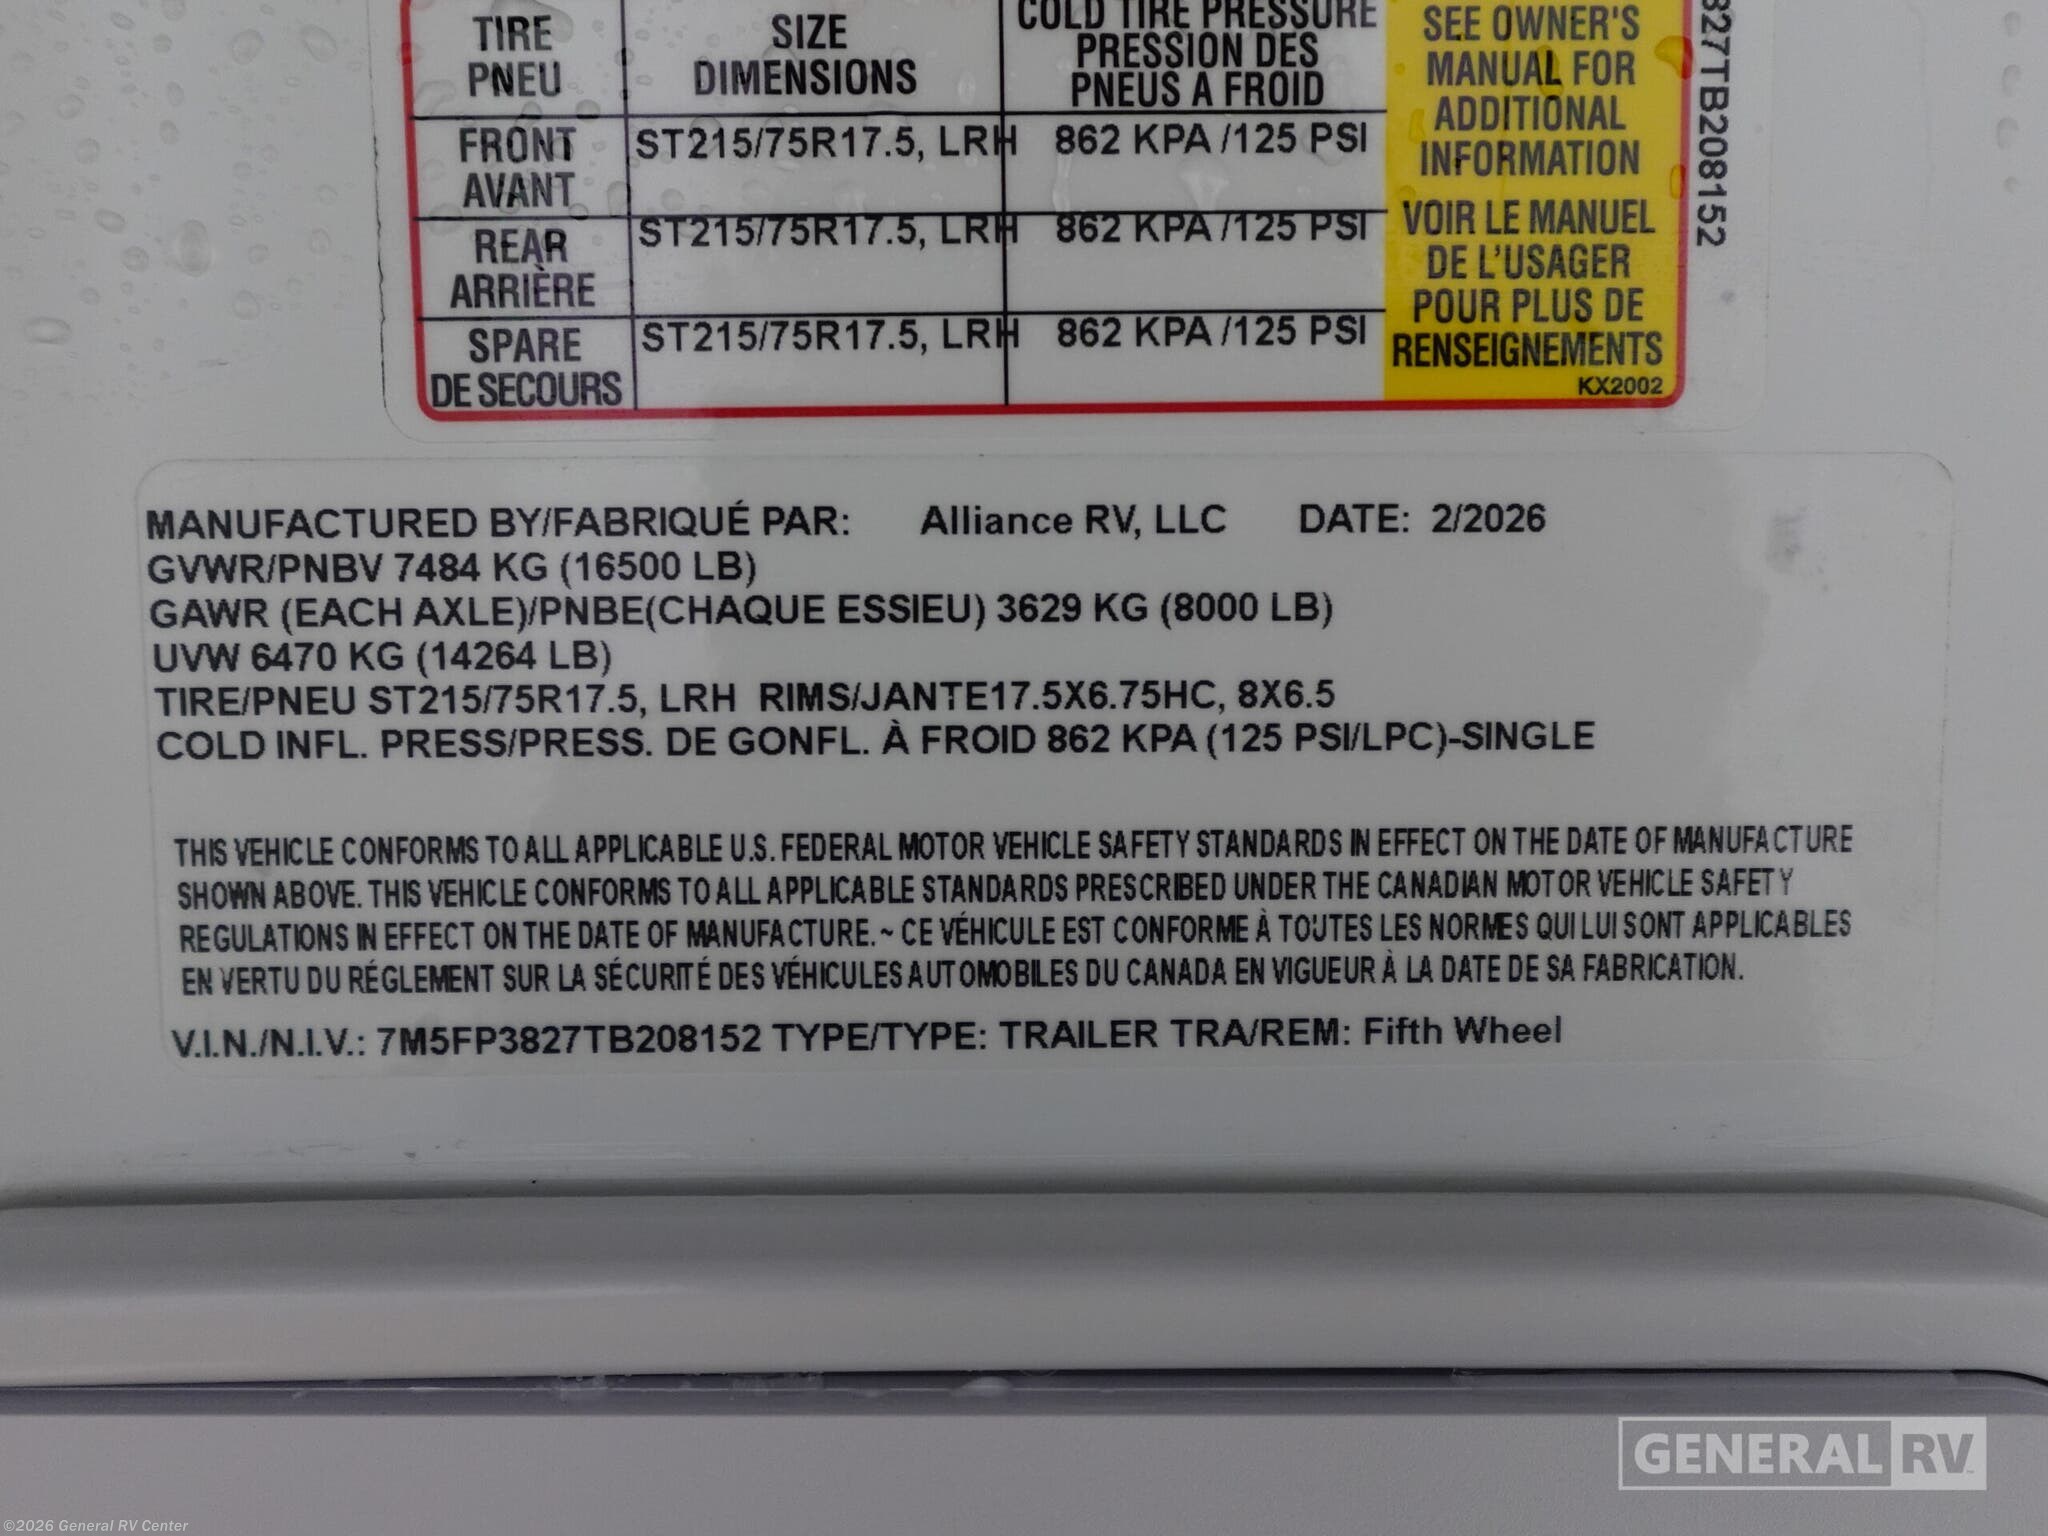 TIRE PNEU SIZE DIMENSIONS COLD TIRE PRESSURE PRESSION DES PNEUS A FROID
FRONT AVANT ST215/75R17.5, LRH 862 KPA /125 PSI
REAR ARRIÈRE ST215/75R17.5, LRH 862 KPA /125 PSI
SPARE DE SECOURS ST215/75R17.5, LRH 862 KPA /125 PSI
SEE OWNER'S
MANUAL FOR
ADDITIONAL
INFORMATION
VOIR LE MANUEL
DE L'USAGER
POUR PLUS DE
RENSEIGNEMENTS
KX2002
827TB208152
MANUFACTURED BY/FABRIQUÉ PAR: Alliance RV, LLC DATE: 2/2026
GVWR/PNBV 7484 KG (16500 LB)
GAWR (EACH AXLE)/PNBE(CHAQUE ESSIEU) 3629 KG (8000 LB)
UVW 6470 KG (14264 LB)
TIRE/PNEU ST215/75R17.5, LRH RIMS/JANTE17.5X6.75HC, 8X6.5
COLD INFL. PRESS/PRESS. DE GONFL. À FROID 862 KPA (125 PSI/LPC)-SINGLE
THIS VEHICLE CONFORMS TO ALL APPLICABLE U.S. FEDERAL MOTOR VEHICLE SAFETY STANDARDS IN EFFECT ON THE DATE OF MANUFACTURE
SHOWN ABOVE. THIS VEHICLE CONFORMS TO ALL APPLICABLE STANDARDS PRESCRIBED UNDER THE CANADIAN MOTOR VEHICLE SAFETY
REGULATIONS IN EFFECT ON THE DATE OF MANUFACTURE. ~ CE VÉHICULE EST CONFORME À TOUTES LES NORMES QUI LUI SONT APPLICABLES
EN VERTU DU RÉGLEMENT SUR LA SÉCURITÉ DES VÉHICULES AUTOMOBILES DU CANADA EN VIGUEUR À LA DATE DE SA FABRICATION.
V.I.N./N.I.V.: 7M5FP3827TB208152 TYPE/TYPE: TRAILER TRA/REM: Fifth Wheel
GENERAL RV
©2026 General RV Center